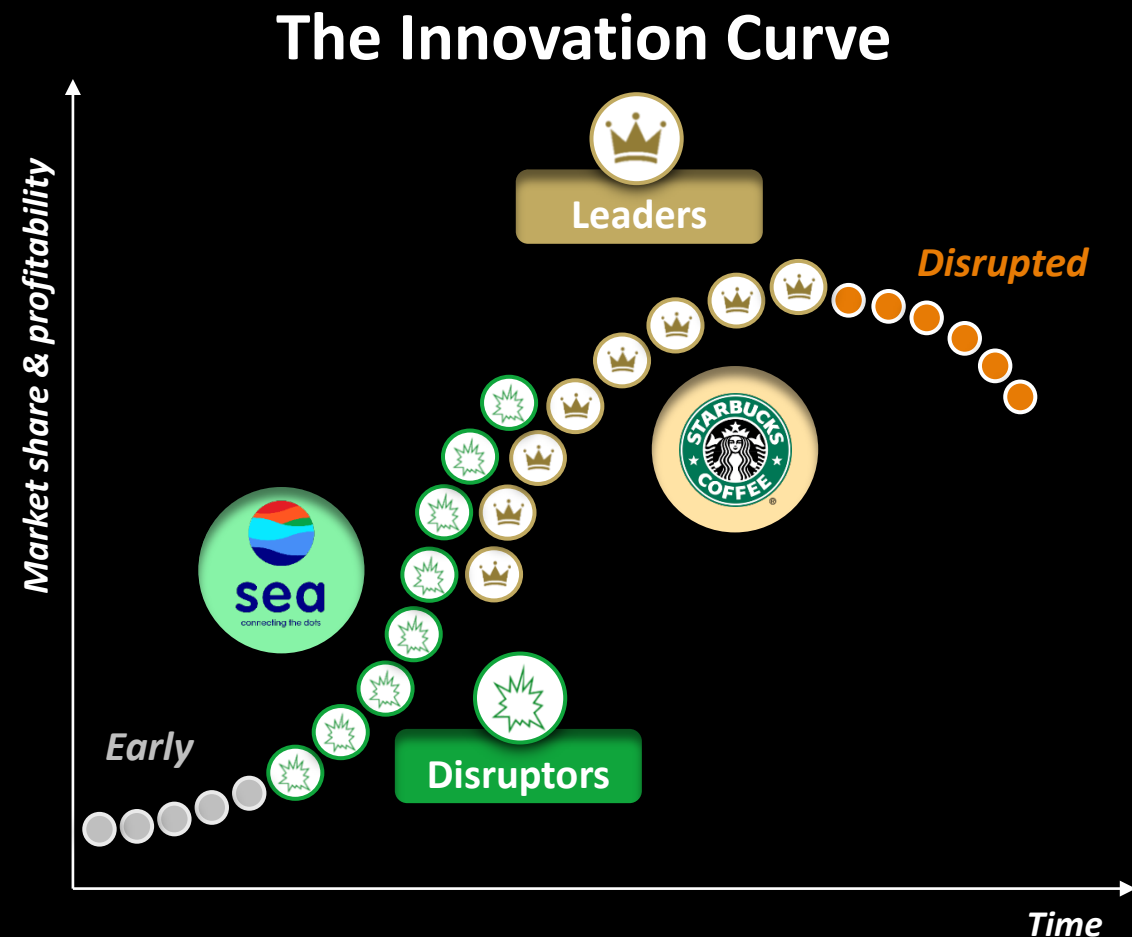 The Innovation Curve
Market share & profitability
Leaders
Disrupted
STARBUCKS
COFFEE
®
sea
connecting the dots
Early
Disruptors
Time